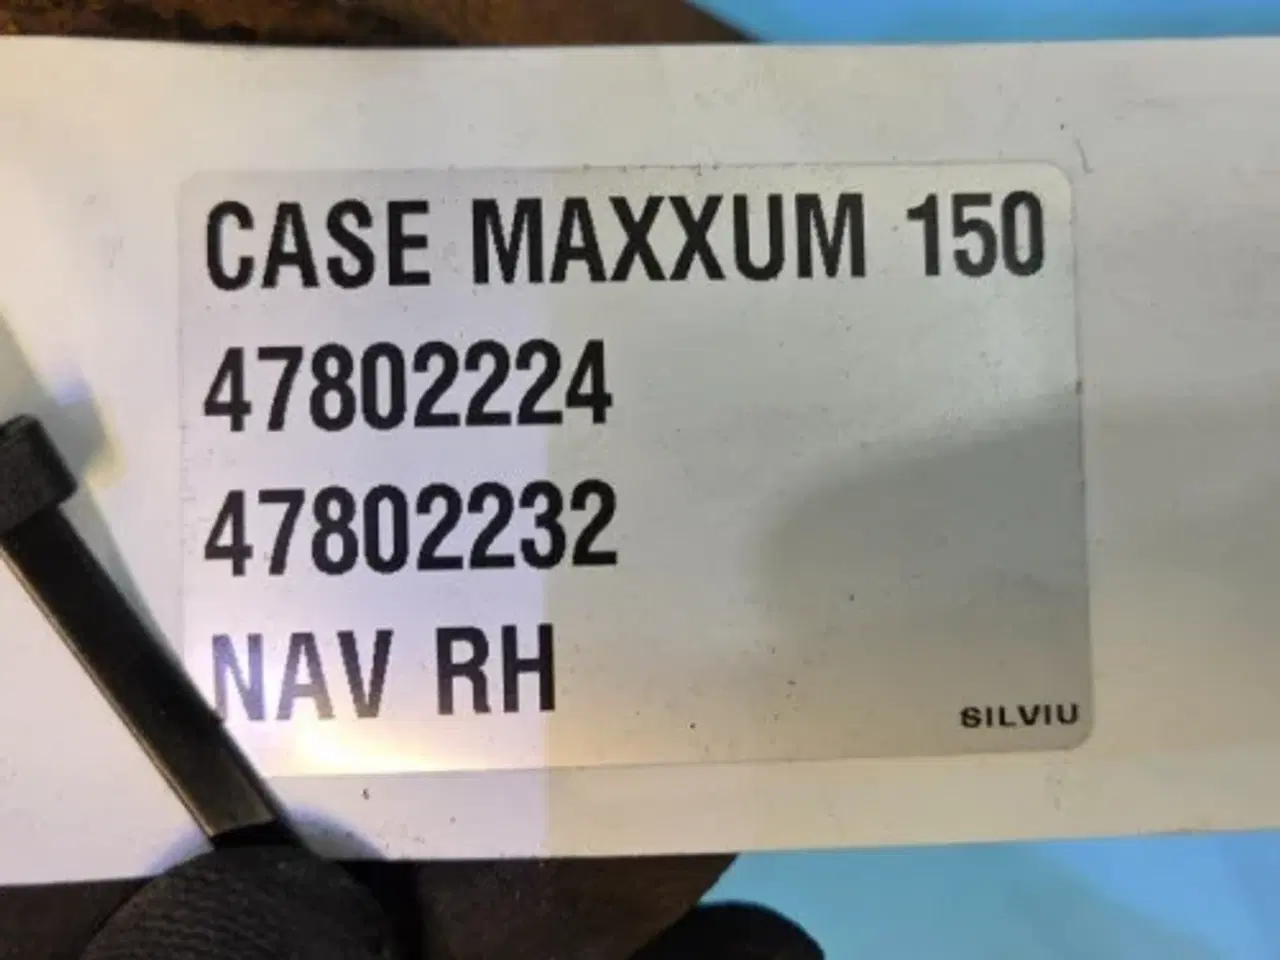 CASE MAXXUM 150
47802224
47802232
NAV RH
SILVIU